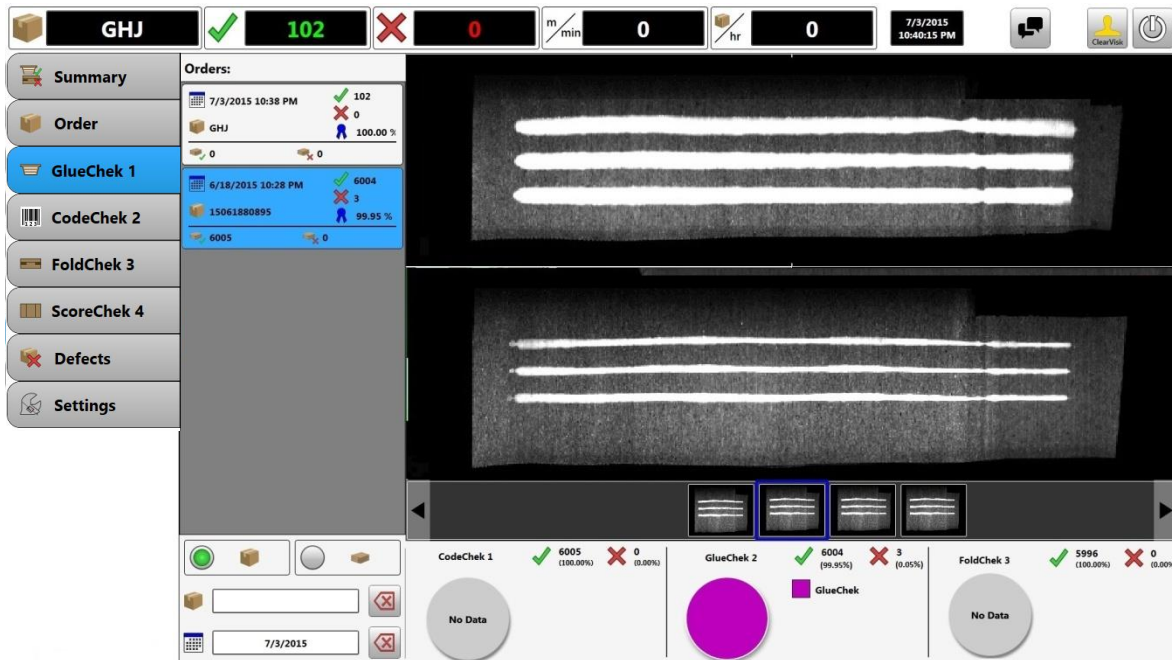 GHJ
102
0
m/min
0
/hr
0
7/3/2015
10:40:15 PM
ClearVisk
Summary
Order
GlueChek 1
CodeChek 2
FoldChek 3
ScoreChek 4
Defects
Settings
Orders:
7/3/2015 10:38 PM
102
0
GHJ
100.00 %
0
0
6/18/2015 10:28 PM
6004
3
15061880895
99.95 %
6005
0
7/3/2015
CodeChek 1
6005
(100.00%)
0
(0.00%)
No Data
GlueChek 2
6004
(99.95%)
3
(0.05%)
GlueChek
FoldChek 3
5996
(100.00%)
0
(0.00%
No Data